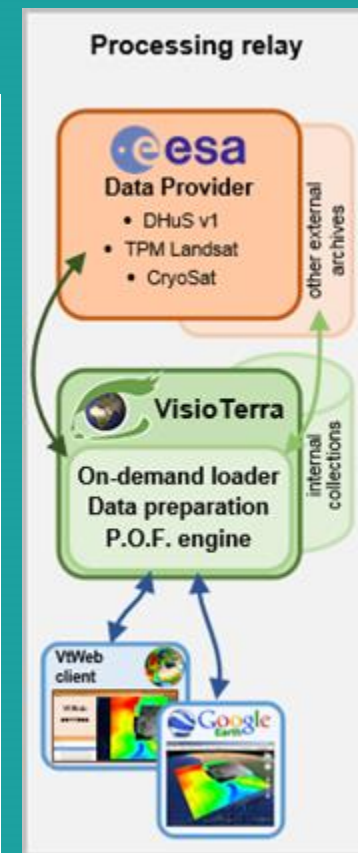 Processing relay
esa
Data Provider
• DHuS v1
• TPM Landsat
• CryoSat
other external
archives
VisioTerra
On-demand loader
Data preparation
P.O.F. engine
internal
collections
VtWeb
client
Google
Earth